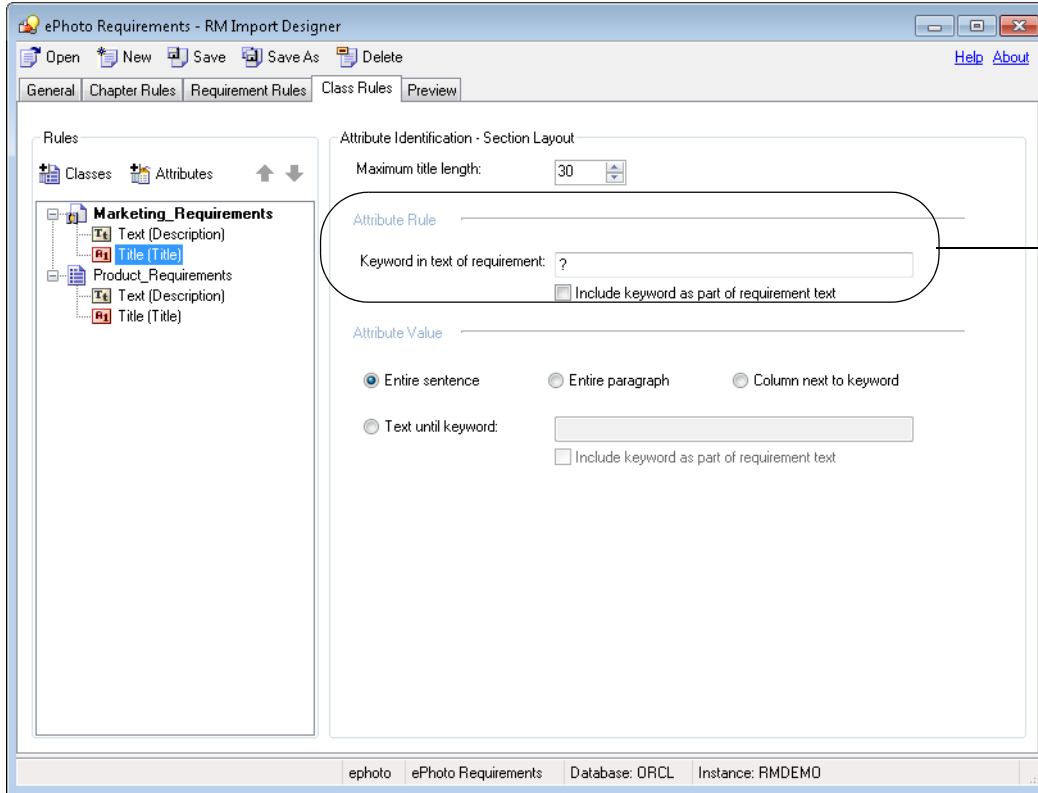 ePhoto Requirements - RM Import Designer
Open New Save Save As Delete Help About
General Chapter Rules Requirement Rules Class Rules Preview
Rules
Classes Attributes
Marketing_Requirements
Text (Description)
Title (Title)
Product_Requirements
Text (Description)
Title (Title)
Attribute Identification - Section Layout
Maximum title length: 30
Attribute Rule
Keyword in text of requirement: ?
Include keyword as part of requirement text
Attribute Value
Entire sentence Entire paragraph Column next to keyword
Text until keyword:
Include keyword as part of requirement text
ephoto ePhoto Requirements Database: ORCL Instance: RMDEMO